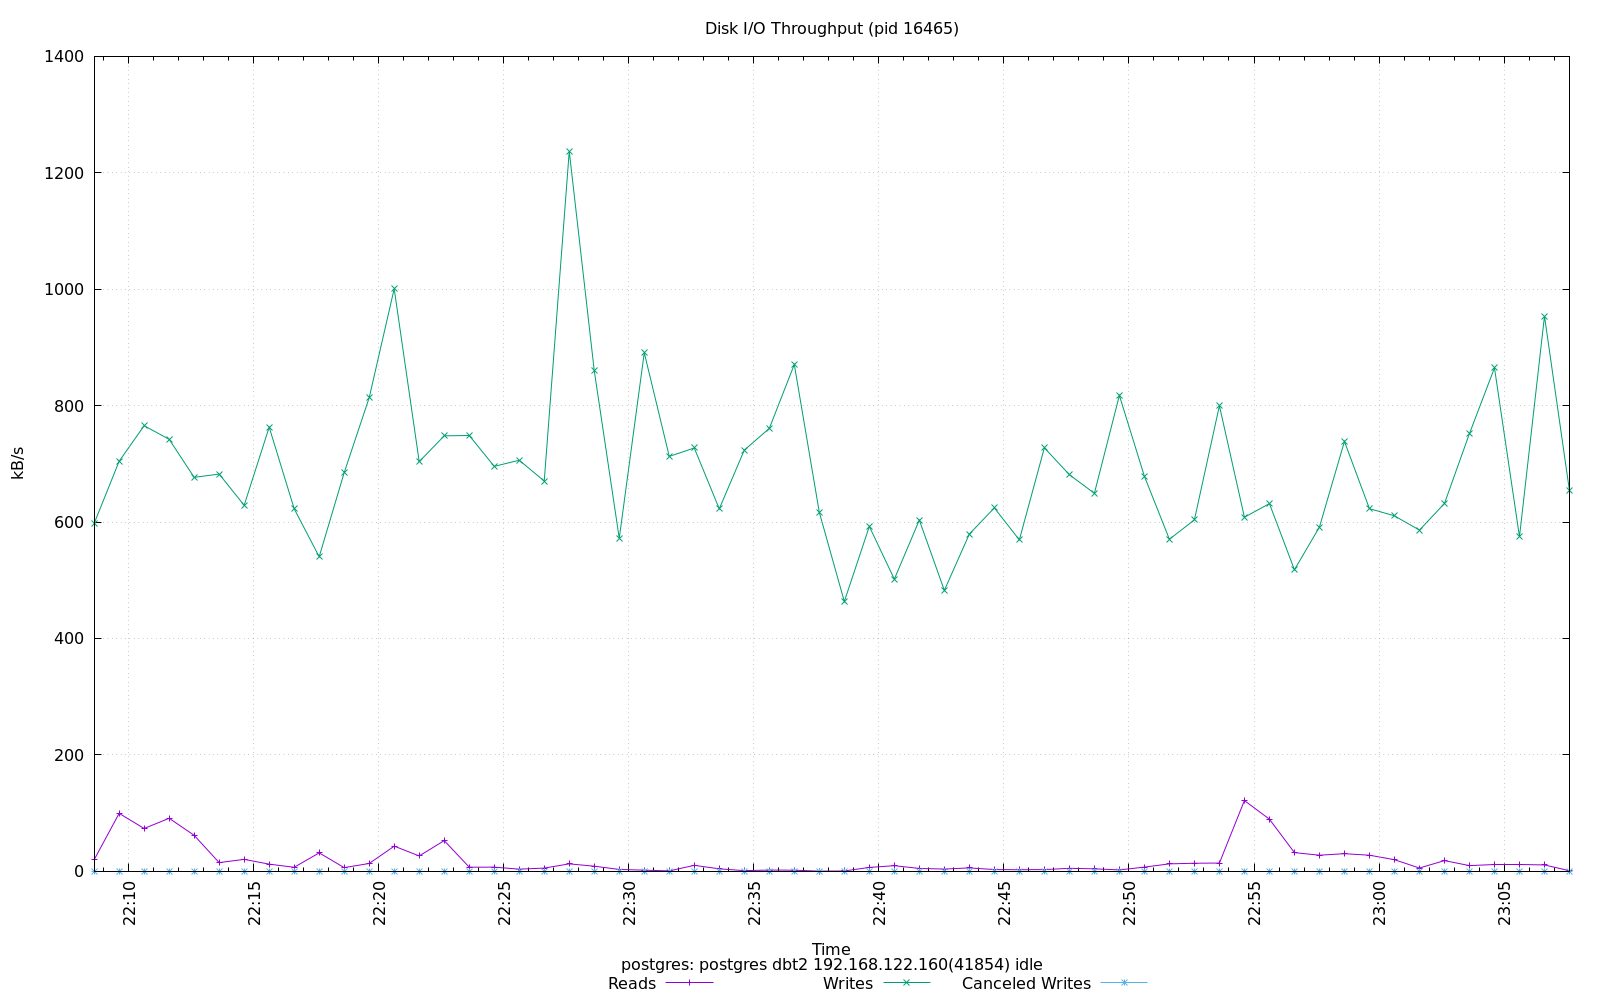 Disk I/O Throughput (pid 16465)
1400
1200
1000
800
600
400
200
0
kB/s
22:10 22:15 22:20 22:25 22:30 22:35 22:40 22:45 22:50 22:55 23:00 23:05
Time
postgres: postgres dbt2 192.168.122.160(41854) idle
Reads Writes Canceled Writes